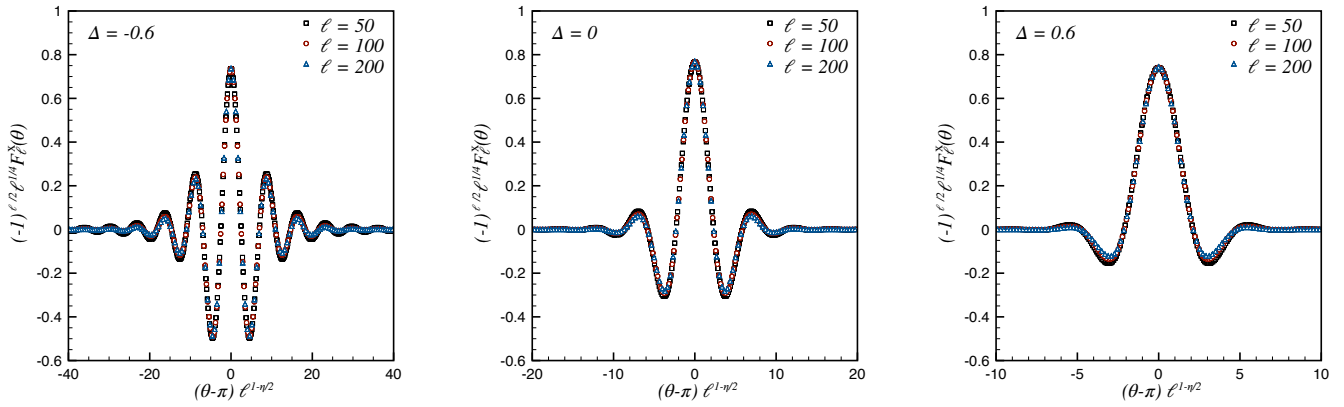 Δ = -0.6
ℓ = 50
ℓ = 100
ℓ = 200
(-1)^{ℓ/2} ℓ^{1/4} F_ℓ^X(θ)
1
0.8
0.6
0.4
0.2
0
-0.2
-0.4
-0.6
-40 -20 0 20 40
(θ-π) ℓ^{1-η/2}
Δ = 0
ℓ = 50
ℓ = 100
ℓ = 200
(-1)^{ℓ/2} ℓ^{1/4} F_ℓ^X(θ)
1
0.8
0.6
0.4
0.2
0
-0.2
-0.4
-0.6
-20 -10 0 10 20
(θ-π) ℓ^{1-η/2}
Δ = 0.6
ℓ = 50
ℓ = 100
ℓ = 200
(-1)^{ℓ/2} ℓ^{1/4} F_ℓ^X(θ)
1
0.8
0.6
0.4
0.2
0
-0.2
-0.4
-0.6
-10 -5 0 5 10
(θ-π) ℓ^{1-η/2}